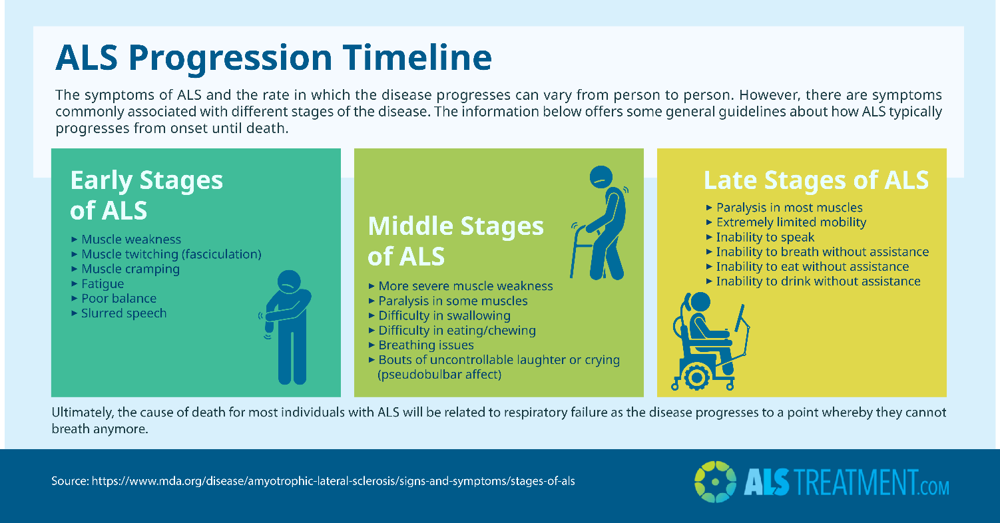 ALS Progression Timeline
The symptoms of ALS and the rate in which the disease progresses can vary from person to person. However, there are symptoms
commonly associated with different stages of the disease. The information below offers some general guidelines about how ALS typically
progresses from onset until death.
Early Stages
of ALS
▸ Muscle weakness
▸ Muscle twitching (fasciculation)
▸ Muscle cramping
▸ Fatigue
▸ Poor balance
▸ Slurred speech
Middle Stages
of ALS
▸ More severe muscle weakness
▸ Paralysis in some muscles
▸ Difficulty in swallowing
▸ Difficulty in eating/chewing
▸ Breathing issues
▸ Bouts of uncontrollable laughter or crying
(pseudobulbar affect)
Late Stages of ALS
▸ Paralysis in most muscles
▸ Extremely limited mobility
▸ Inability to speak
▸ Inability to breath without assistance
▸ Inability to eat without assistance
▸ Inability to drink without assistance
Ultimately, the cause of death for most individuals with ALS will be related to respiratory failure as the disease progresses to a point whereby they cannot
breath anymore.
Source: https://www.mda.org/disease/amyotrophic-lateral-sclerosis/signs-and-symptoms/stages-of-als
ALS TREATMENT.COM